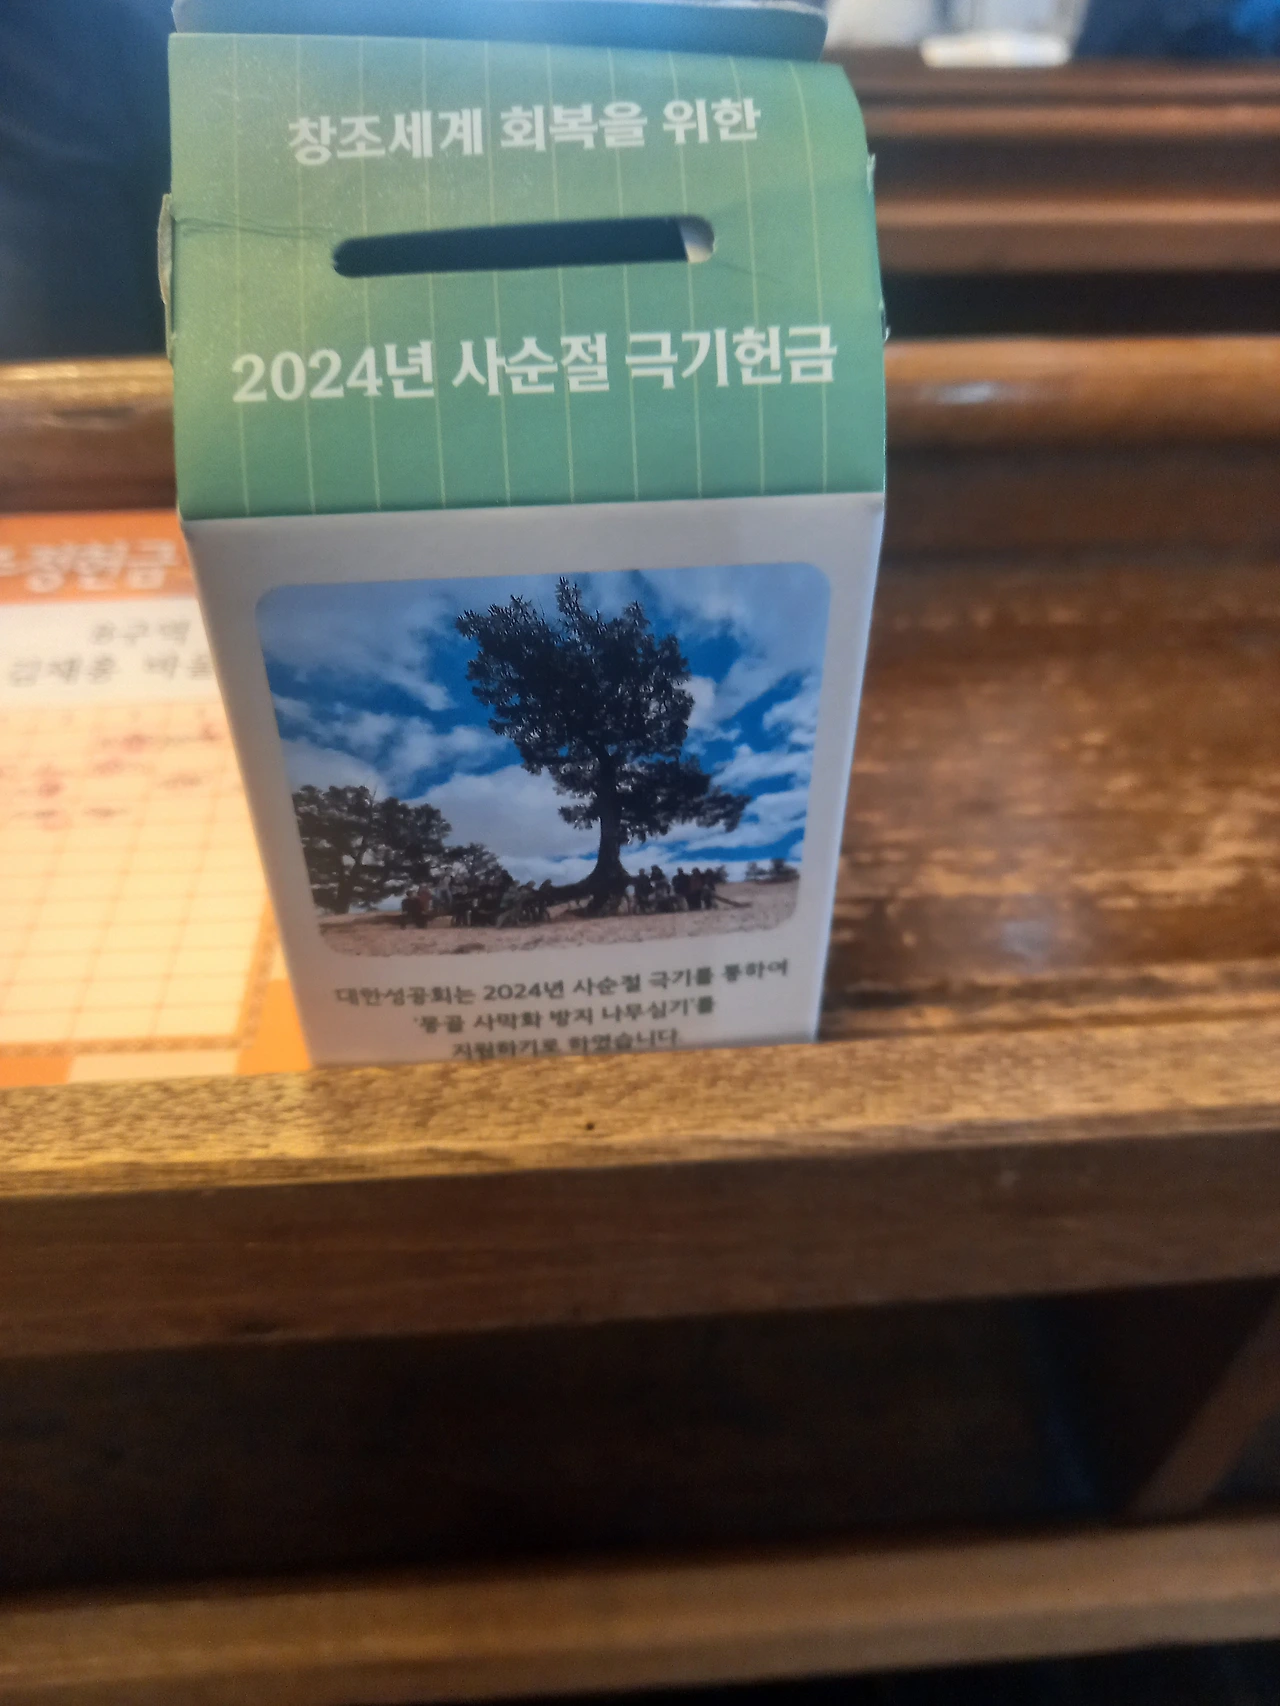 창조세계 회복을 위한
2024년 사순절 극기헌금
정헌금
대한성공회는 2024년 사순절 극기를 통하여
'몽골 사막화 방지 나무심기'를
지원하기로 하였습니다